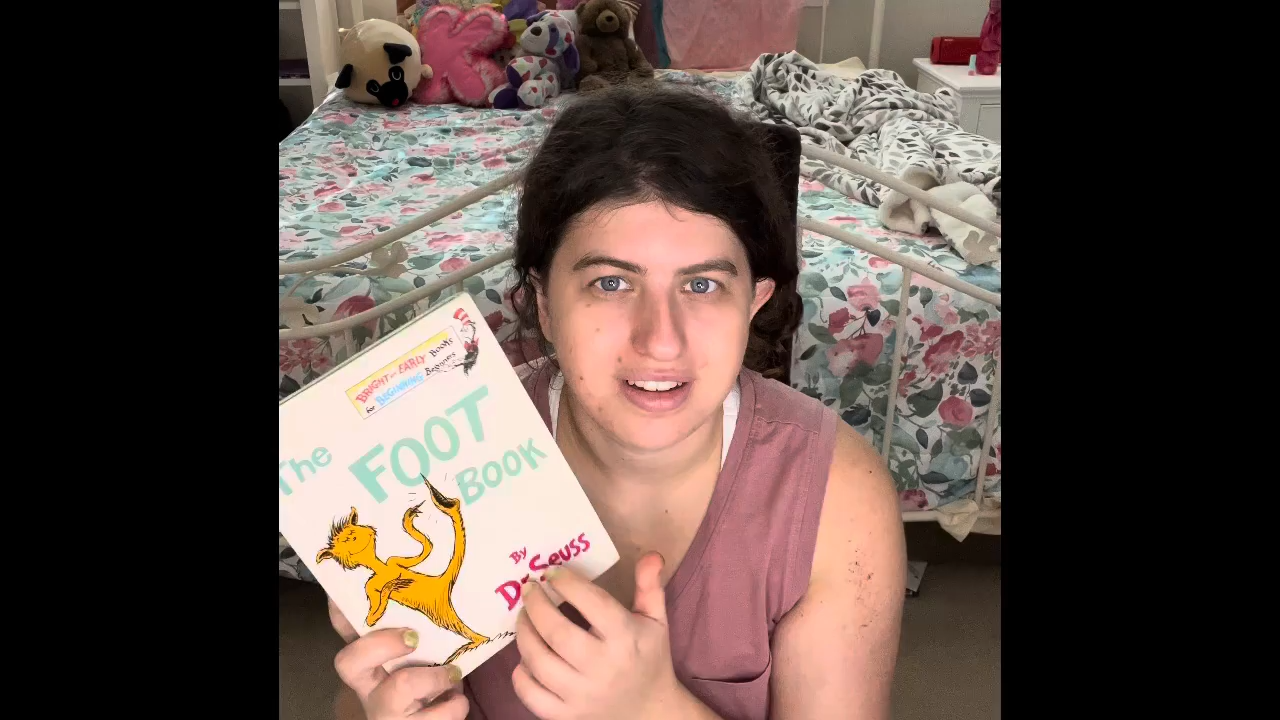 BRIGHT and EARLY BOOKS
for BEGINNING Beginners
The
FOOT
BOOK
By
Dr. Seuss